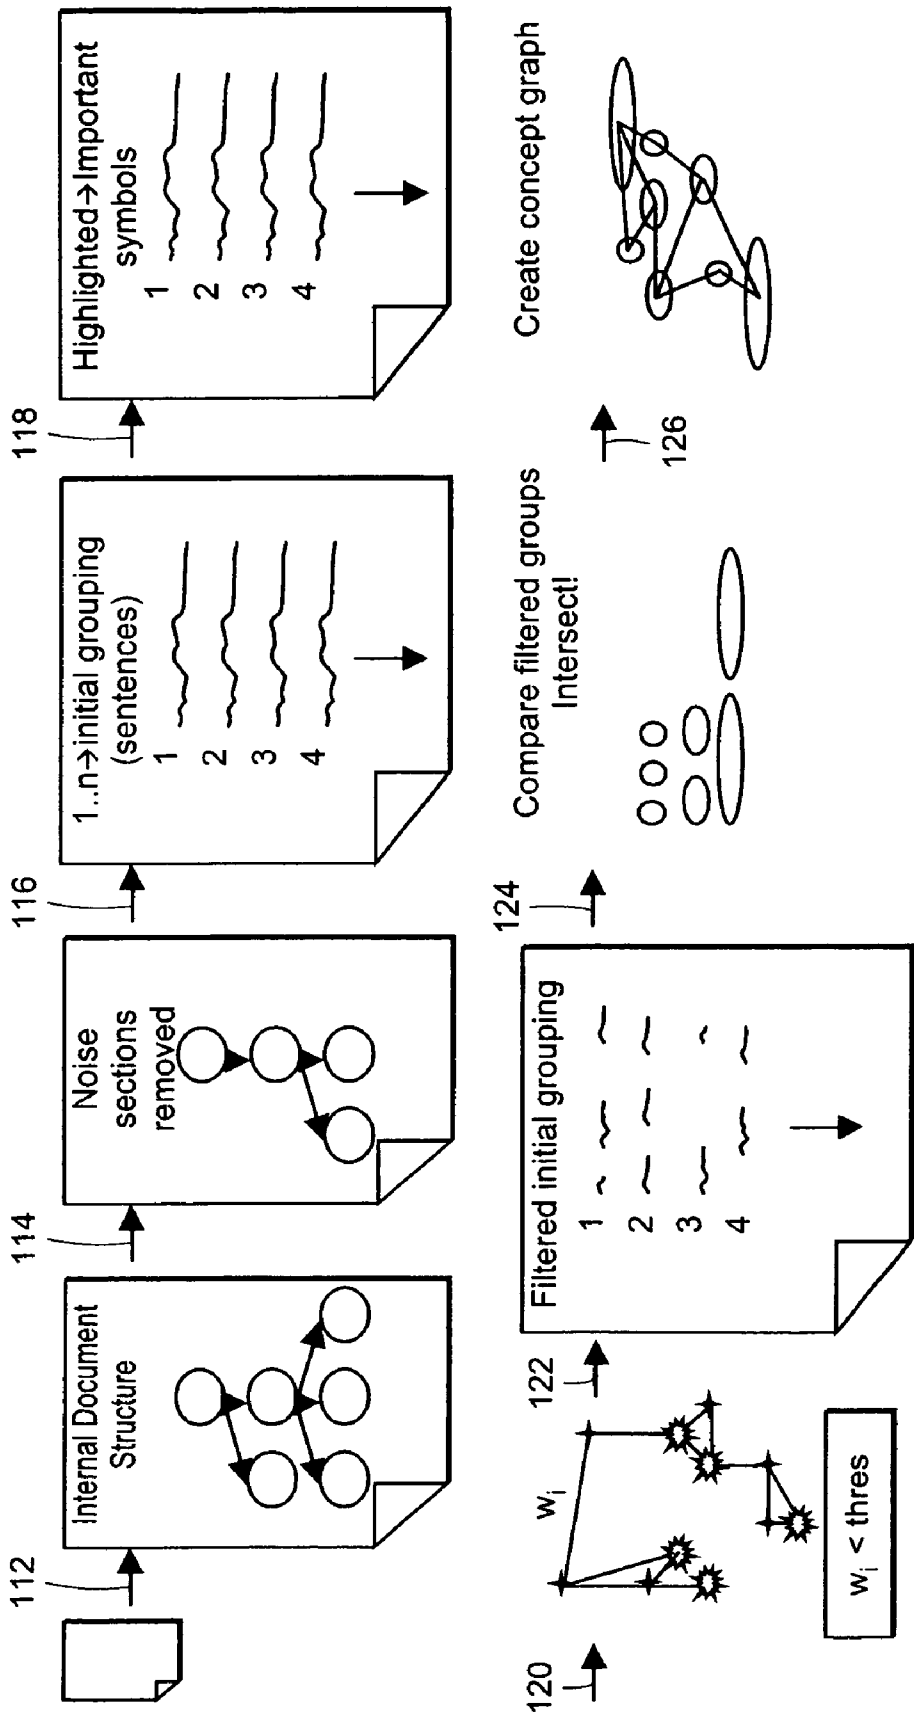 112
Internal Document
Structure
114
Noise
sections
removed
116
1..n→initial grouping
(sentences)
1
2
3
4
118
Highlighted→Important
symbols
1
2
3
4
120
wᵢ
wᵢ < thres
122
Filtered initial grouping
1
2
3
4
124
Compare filtered groups
Intersect!
126
Create concept graph